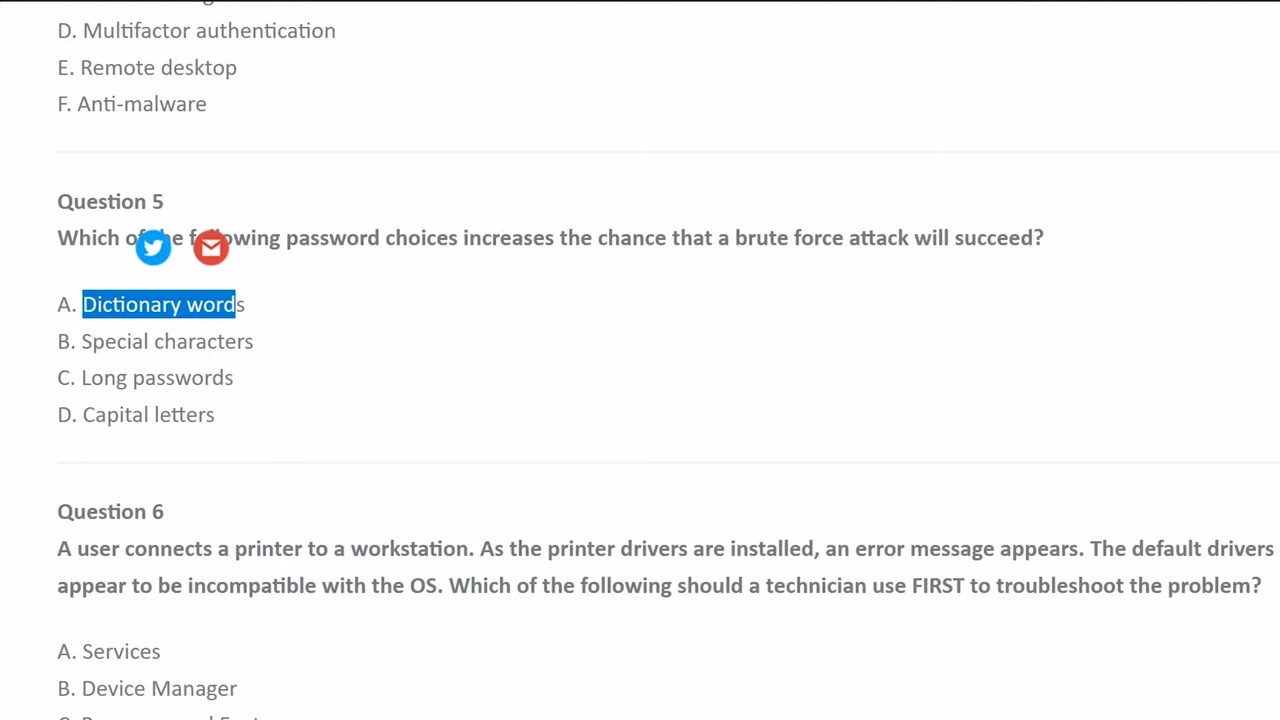 D. Multifactor authentication
E. Remote desktop
F. Anti-malware
Question 5
Which of the following password choices increases the chance that a brute force attack will succeed?
A. Dictionary words
B. Special characters
C. Long passwords
D. Capital letters
Question 6
A user connects a printer to a workstation. As the printer drivers are installed, an error message appears. The default drivers
appear to be incompatible with the OS. Which of the following should a technician use FIRST to troubleshoot the problem?
A. Services
B. Device Manager